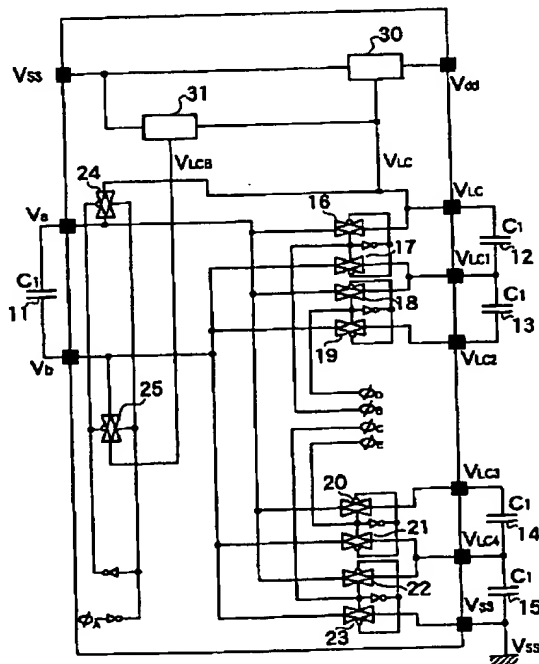 30
VSS
Vdd
31
VLCB
VLC
24
VLC
Va
16
C1
12
17
VLC1
C1
11
18
C1
13
19
VLC2
Vb
25
ϕD
ϕB
ϕC
ϕE
20
VLC3
C1
14
21
VLC4
22
C1
15
ϕA
23
VSS
VSS